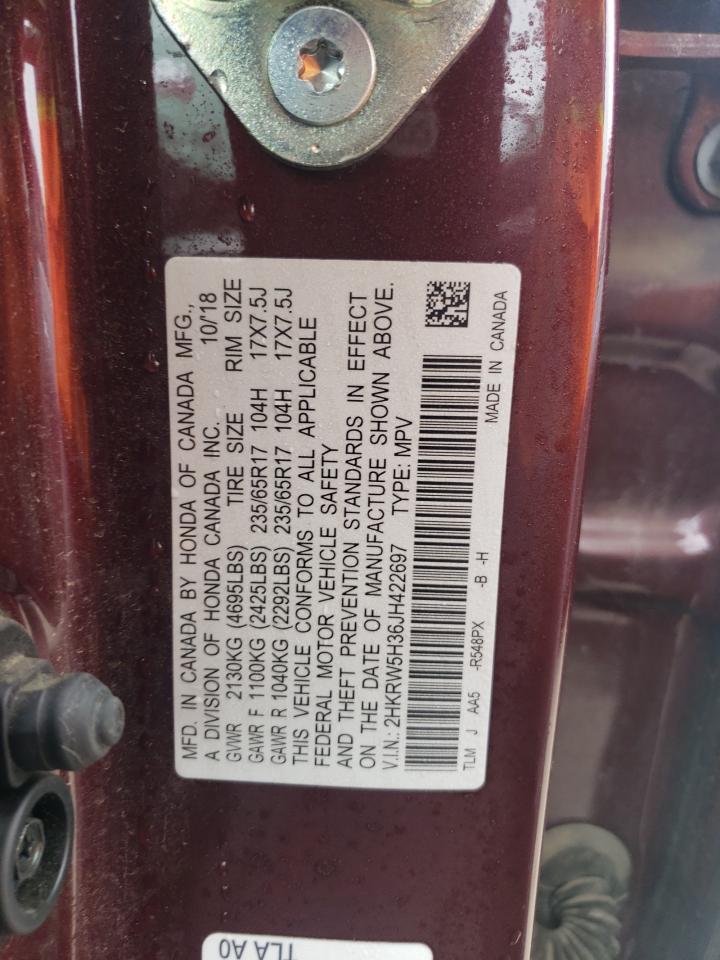 MFD. IN CANADA BY HONDA OF CANADA MFG.,
A DIVISION OF HONDA CANADA INC. 10/'18
GVWR 2130KG (4695LBS) TIRE SIZE RIM SIZE
GAWR F 1100KG (2425LBS) 235/65R17 104H 17X7.5J
GAWR R 1040KG (2292LBS) 235/65R17 104H 17X7.5J
THIS VEHICLE CONFORMS TO ALL APPLICABLE
FEDERAL MOTOR VEHICLE SAFETY
AND THEFT PREVENTION STANDARDS IN EFFECT
ON THE DATE OF MANUFACTURE SHOWN ABOVE.
V.I.N.: 2HKRW5H36JH422697 TYPE: MPV
TLM J AA5 -R548PX -B -H
MADE IN CANADA
TLA A0